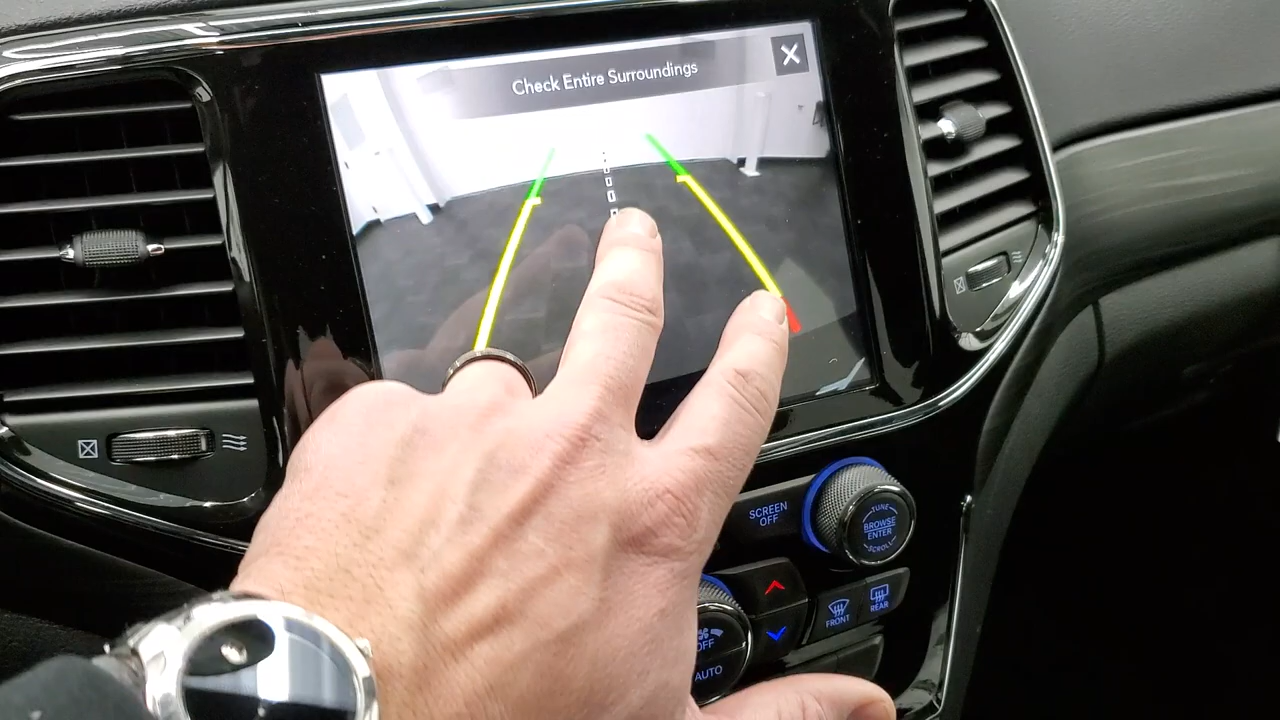 Check Entire Surroundings
SCREEN
OFF
TUNE
BROWSE
ENTER
SCROLL
FRONT
REAR
OFF
AUTO